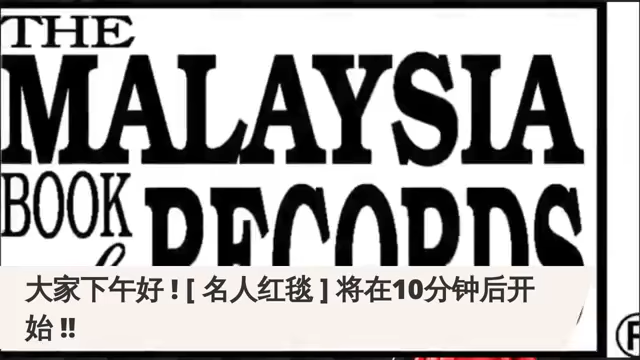 THE
MALAYSIA
BOOK
of RECORDS
大家下午好 ! [ 名人红毯 ] 将在10分钟后开
始 !!
®